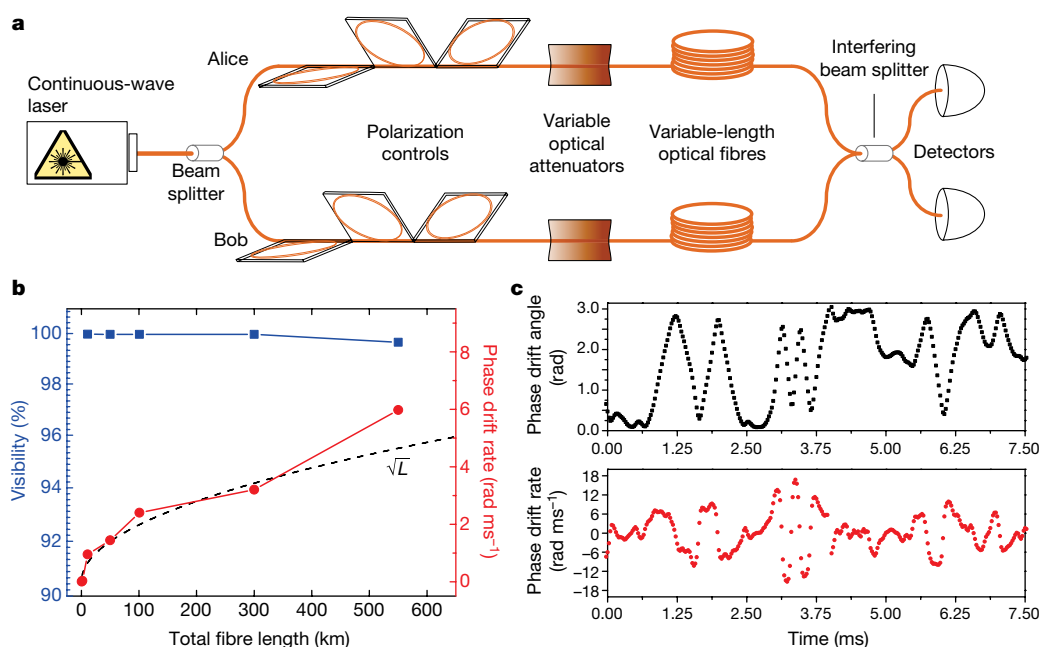 a
Alice
Continuous-wave
laser
Beam
splitter
Bob
Polarization
controls
Variable
optical
attenuators
Variable-length
optical fibres
Interfering
beam splitter
Detectors
b
Visibility (%)
100
98
96
94
92
90
0
100
200
300
400
500
600
Total fibre length (km)
√L
8
6
4
2
0
Phase drift rate (rad ms⁻¹)
c
Phase drift angle
(rad)
3.0
2.0
1.0
0.0
0.00
1.25
2.50
3.75
5.00
6.25
7.50
Phase drift rate
(rad ms⁻¹)
18
12
6
0
−6
−12
−18
0.00
1.25
2.50
3.75
5.00
6.25
7.50
Time (ms)